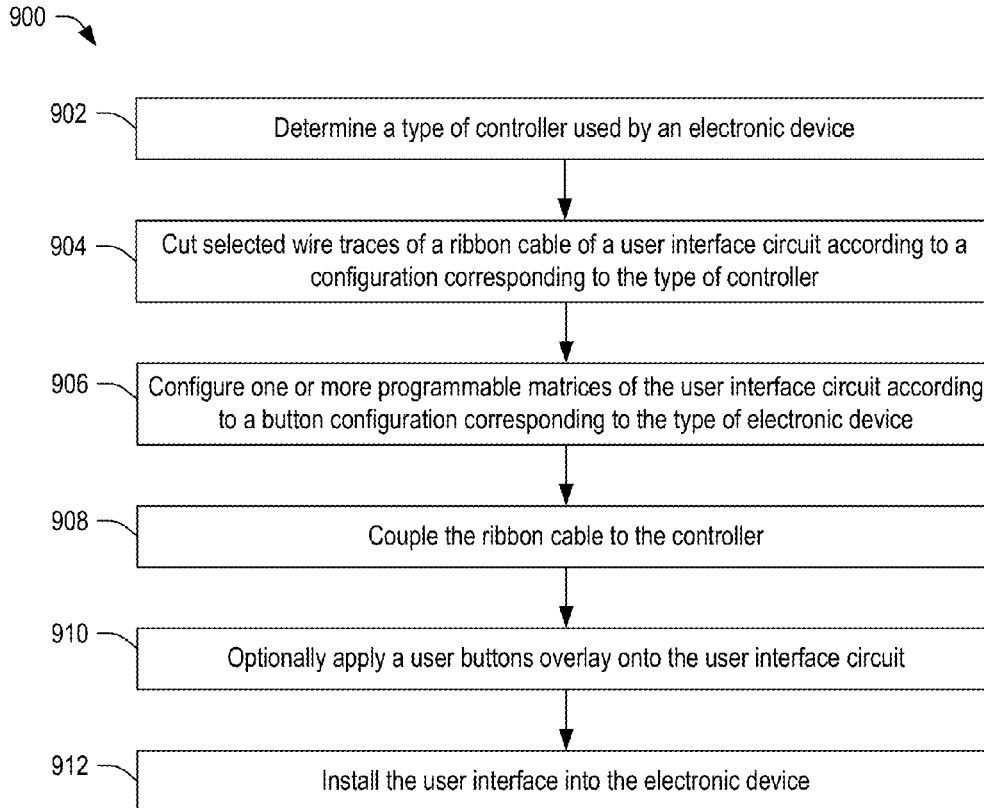 900
902
Determine a type of controller used by an electronic device
904
Cut selected wire traces of a ribbon cable of a user interface circuit according to a
configuration corresponding to the type of controller
906
Configure one or more programmable matrices of the user interface circuit according
to a button configuration corresponding to the type of electronic device
908
Couple the ribbon cable to the controller
910
Optionally apply a user buttons overlay onto the user interface circuit
912
Install the user interface into the electronic device